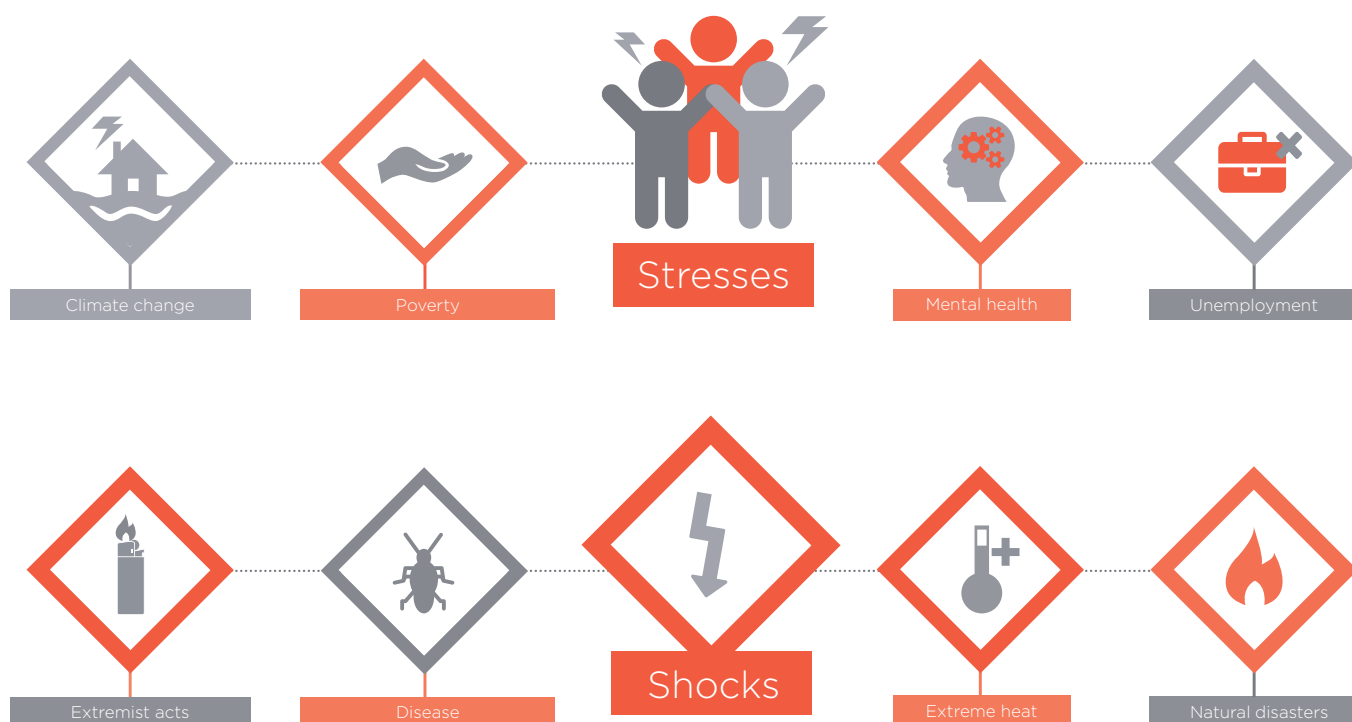 Stresses
Climate change
Poverty
Mental health
Unemployment
Shocks
Extremist acts
Disease
Extreme heat
Natural disasters